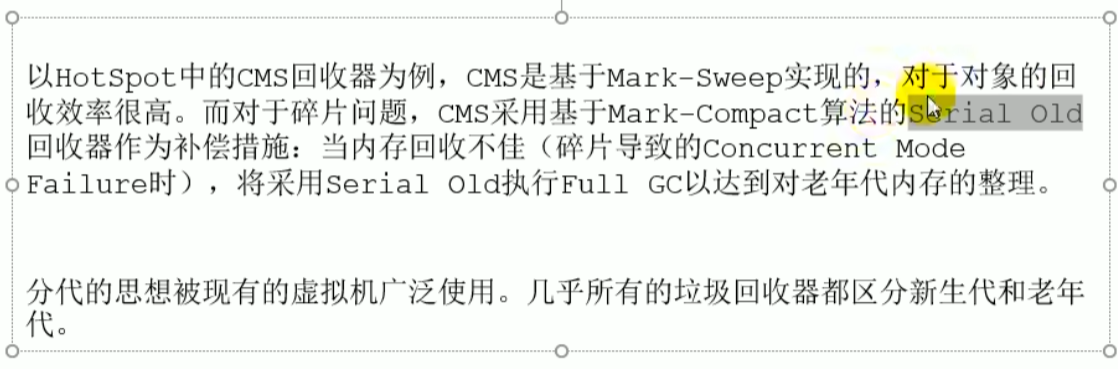 以HotSpot中的CMS回收器为例，CMS是基于Mark-Sweep实现的，对于对象的回
收效率很高。而对于碎片问题，CMS采用基于Mark-Compact算法的Serial Old
回收器作为补偿措施：当内存回收不佳（碎片导致的Concurrent Mode
Failure时），将采用Serial Old执行Full GC以达到对老年代内存的整理。
分代的思想被现有的虚拟机广泛使用。几乎所有的垃圾回收器都区分新生代和老年
代。